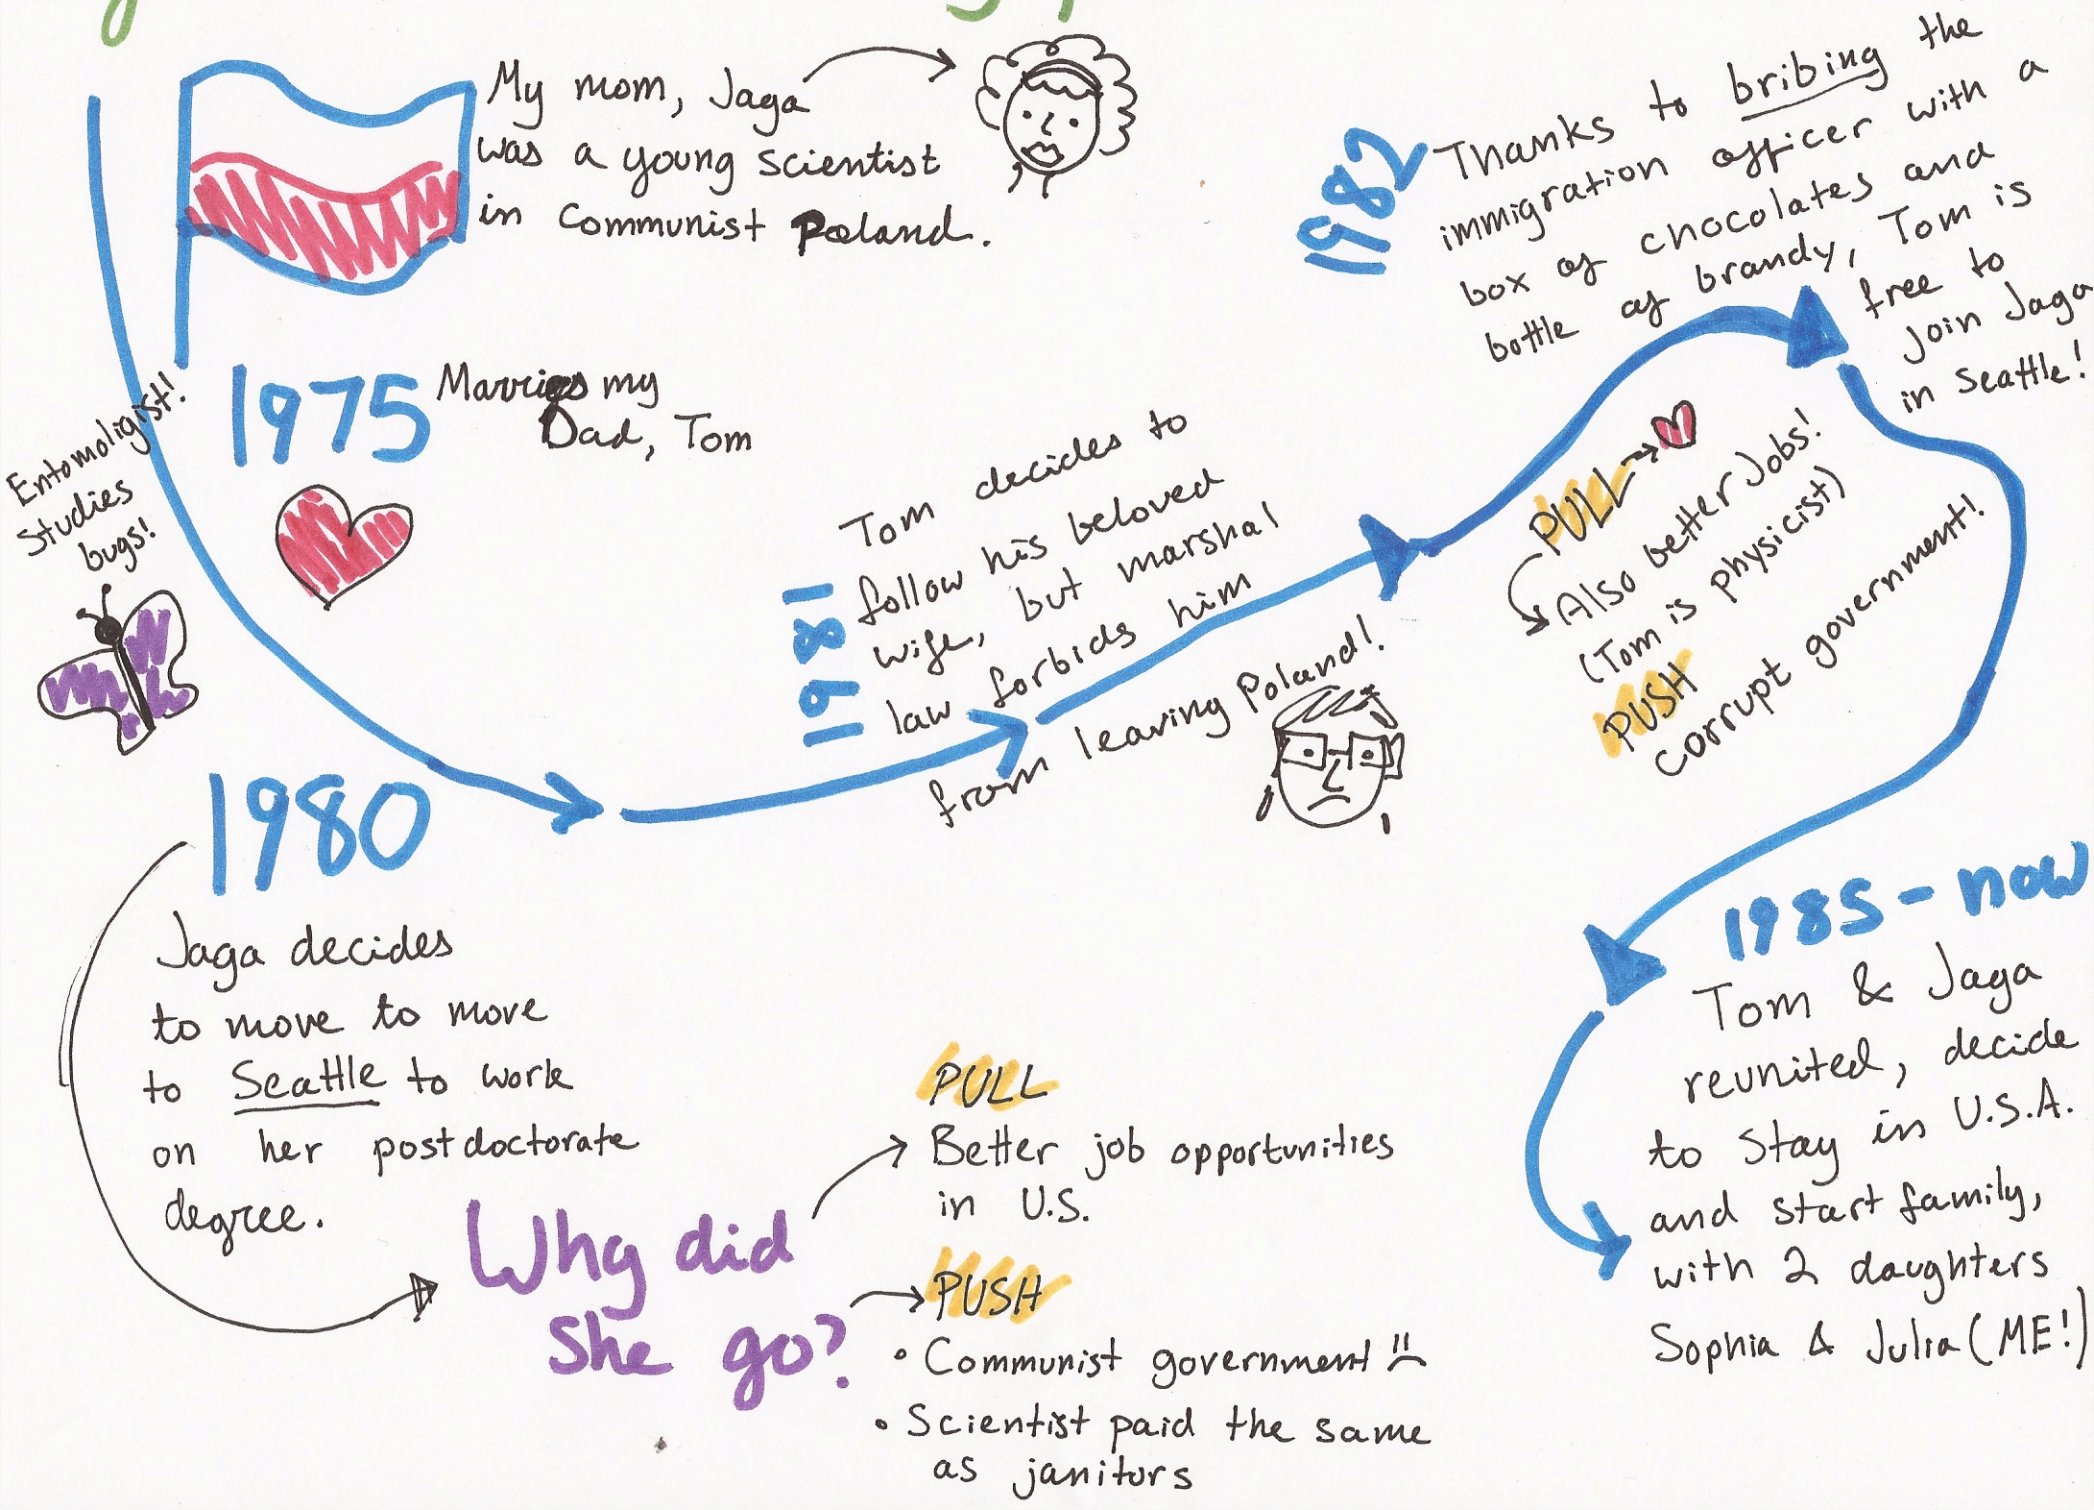 My mom, Jaga
was a young scientist
in communist Poland.
Entomoligist!
Studies
bugs!
1975
Marries my
Dad, Tom
1980
Jaga decides
to move to move
to Seattle to work
on her postdoctorate
degree.
Why did
she go?
PULL
Better job opportunities
in U.S.
PUSH
• Communist government
• Scientist paid the same
as janitors
1981
Tom decides to
follow his beloved
wife, but marshal
law forbids him
from leaving Poland!
1982
Thanks to bribing the
immigration officer with a
box of chocolates and
bottle of brandy, Tom is
free to
join Jaga
in Seattle!
PULL
Also better Jobs!
(Tom is physicist)
PUSH
corrupt government!
1985 - now
Tom & Jaga
reunited, decide
to stay in U.S.A.
and start family,
with 2 daughters
Sophia & Julia (ME!)